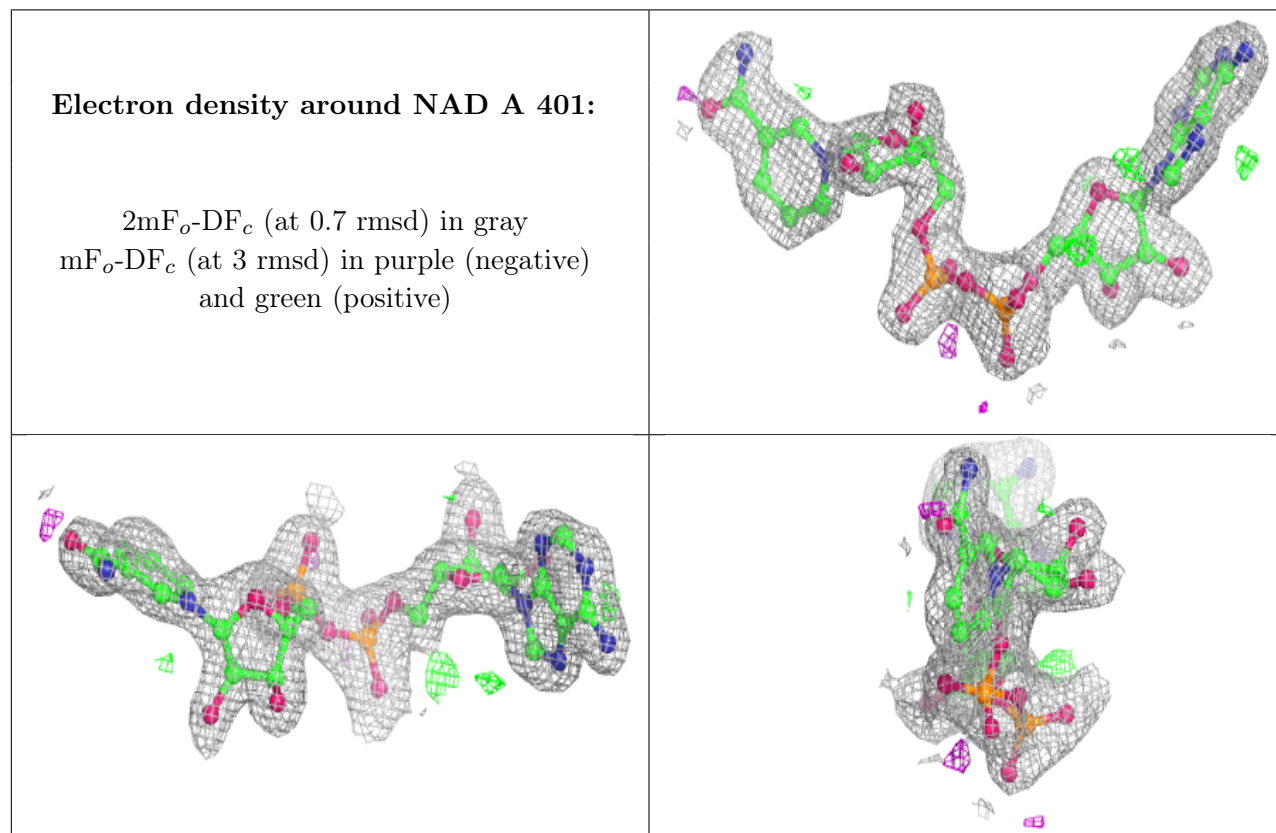 Electron density around NAD A 401:
2mFo-DFc (at 0.7 rmsd) in gray
mFo-DFc (at 3 rmsd) in purple (negative)
and green (positive)